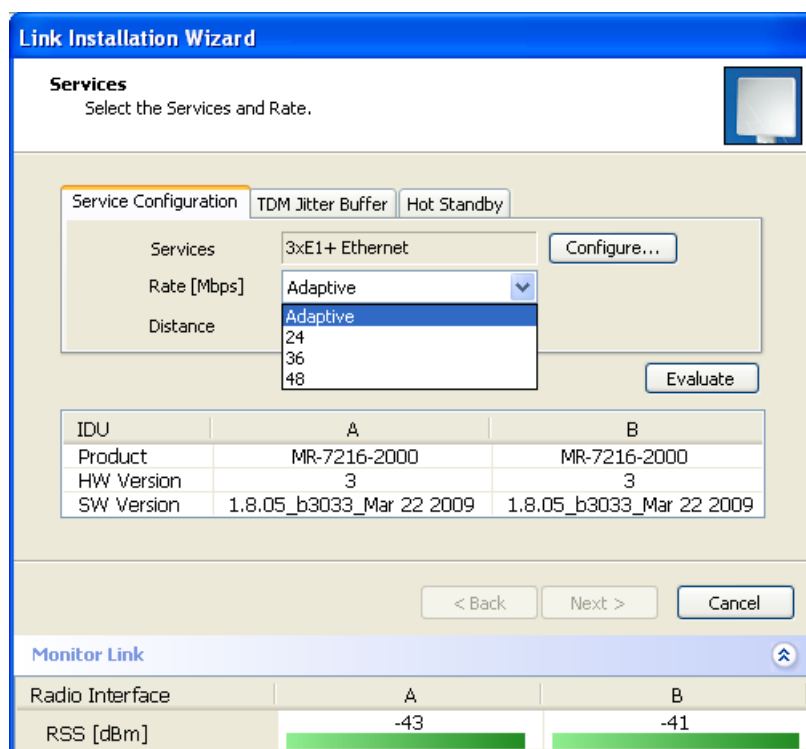 Link Installation Wizard
Services
Select the Services and Rate.
Service Configuration TDM Jitter Buffer Hot Standby
Services 3xE1+ Ethernet Configure...
Rate [Mbps] Adaptive
Adaptive
Distance
24
36
48
Evaluate
IDU A B
Product MR-7216-2000 MR-7216-2000
HW Version 3 3
SW Version 1.8.05_b3033_Mar 22 2009 1.8.05_b3033_Mar 22 2009
< Back Next > Cancel
Monitor Link
Radio Interface A B
RSS [dBm] -43 -41